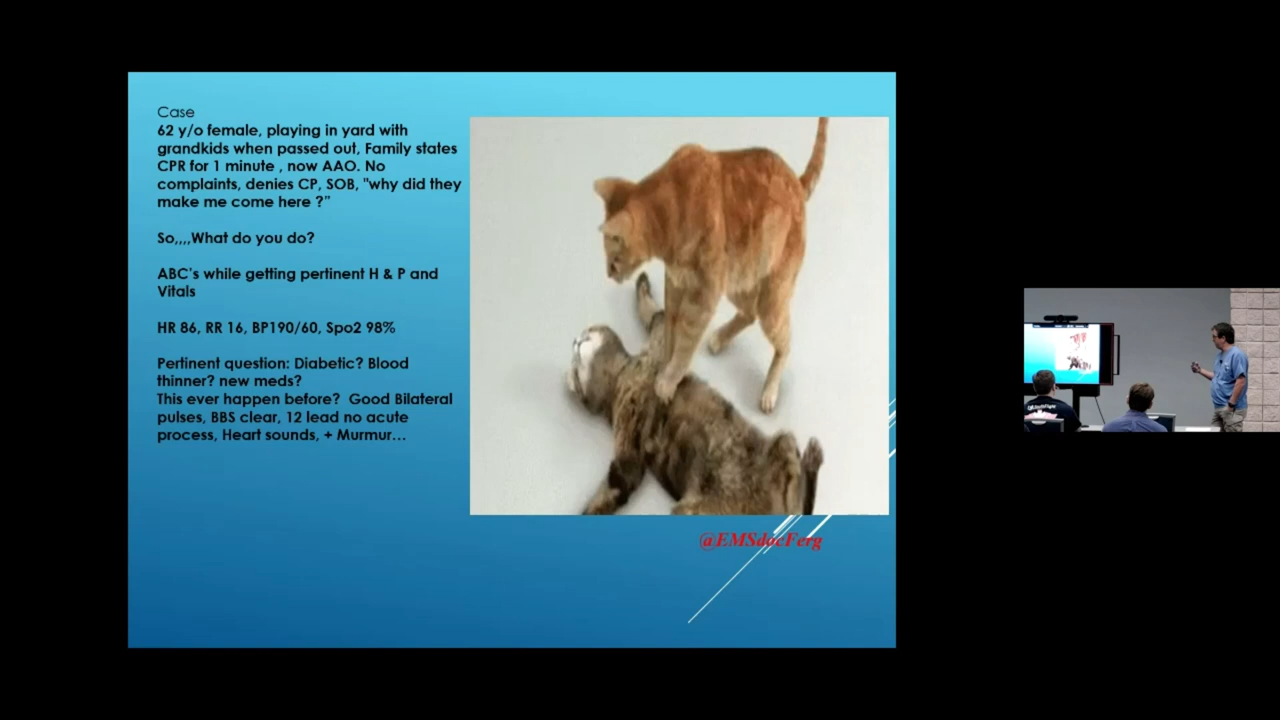 Case
62 y/o female, playing in yard with
grandkids when passed out, Family states
CPR for 1 minute , now AAO. No
complaints, denies CP, SOB, "why did they
make me come here ?”
So,,,,What do you do?
ABC's while getting pertinent H & P and
Vitals
HR 86, RR 16, BP190/60, Spo2 98%
Pertinent question: Diabetic? Blood
thinner? new meds?
This ever happen before?  Good Bilateral
pulses, BBS clear, 12 lead no acute
process, Heart sounds, + Murmur…
@EMSdocFerg